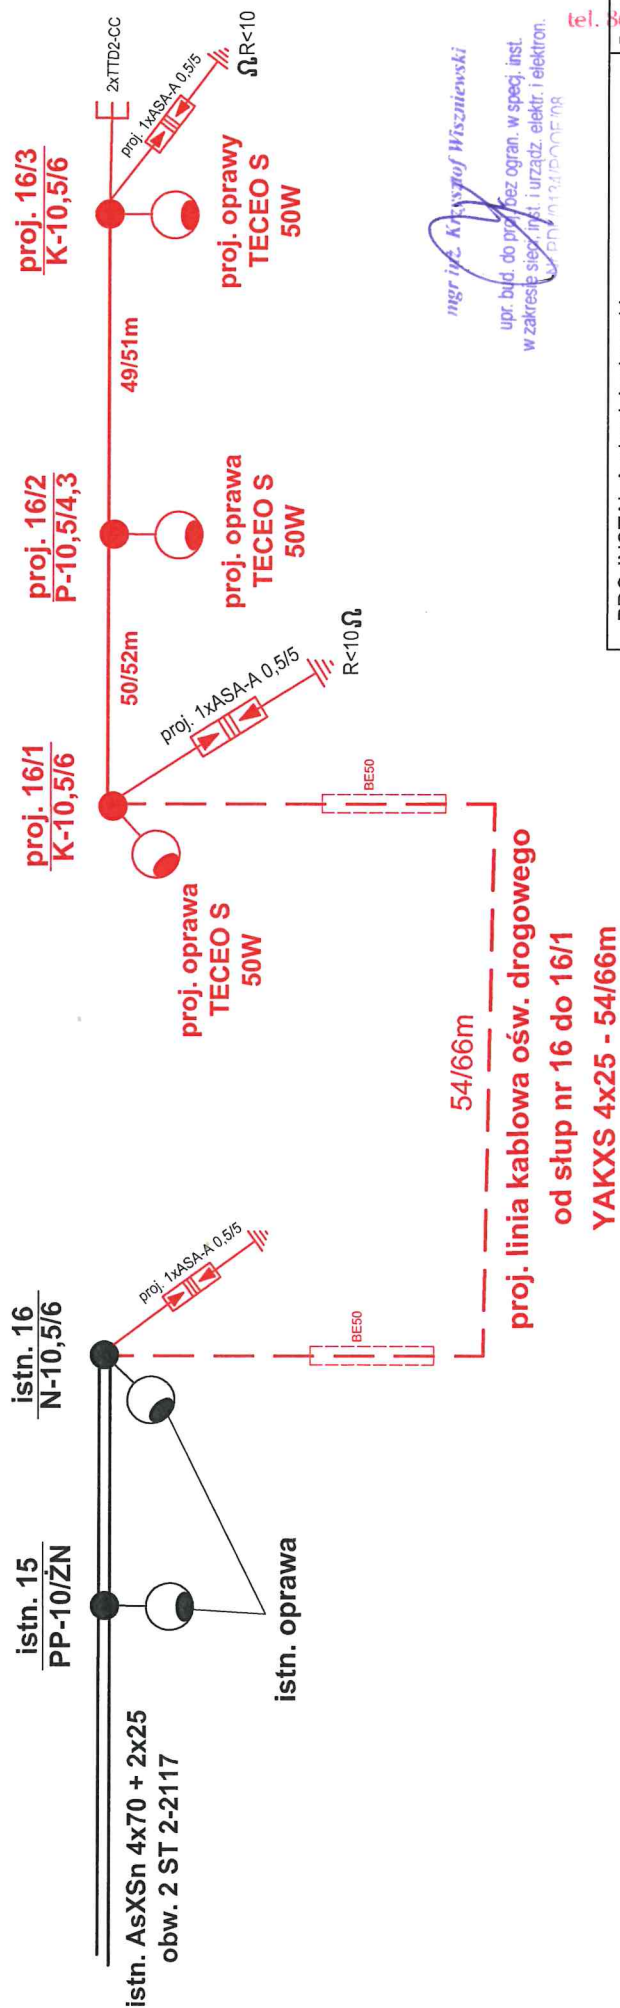 istn. 15
PP-10/ŻN
istn. 16
N-10,5/6
proj. 16/1
K-10,5/6
proj. 16/2
P-10,5/4,3
proj. 16/3
K-10,5/6
2xTTD2-CC
50/52m
49/51m
istn. AsXSn 4x70 + 2x25
obw. 2 ST 2-2117
istn. oprawa
proj. 1xASA-A 0,5/5
proj. oprawa
TECEO S
50W
proj. 1xASA-A 0,5/5
R<10Ω
proj. oprawa
TECEO S
50W
proj. oprawy
TECEO S
50W
proj. 1xASA-A 0,5/5
Ω R<10
BE50
BE50
54/66m
proj. linia kablowa ośw. drogowego
od słup nr 16 do 16/1
YAKXS 4x25 - 54/66m
mgr inż. Krzysztof Wiszniewski
upr. bud. do proj. bez ogran. w specj. inst.
w zakresie sieci, inst. i urządz. elektr. i elektron.
tel.